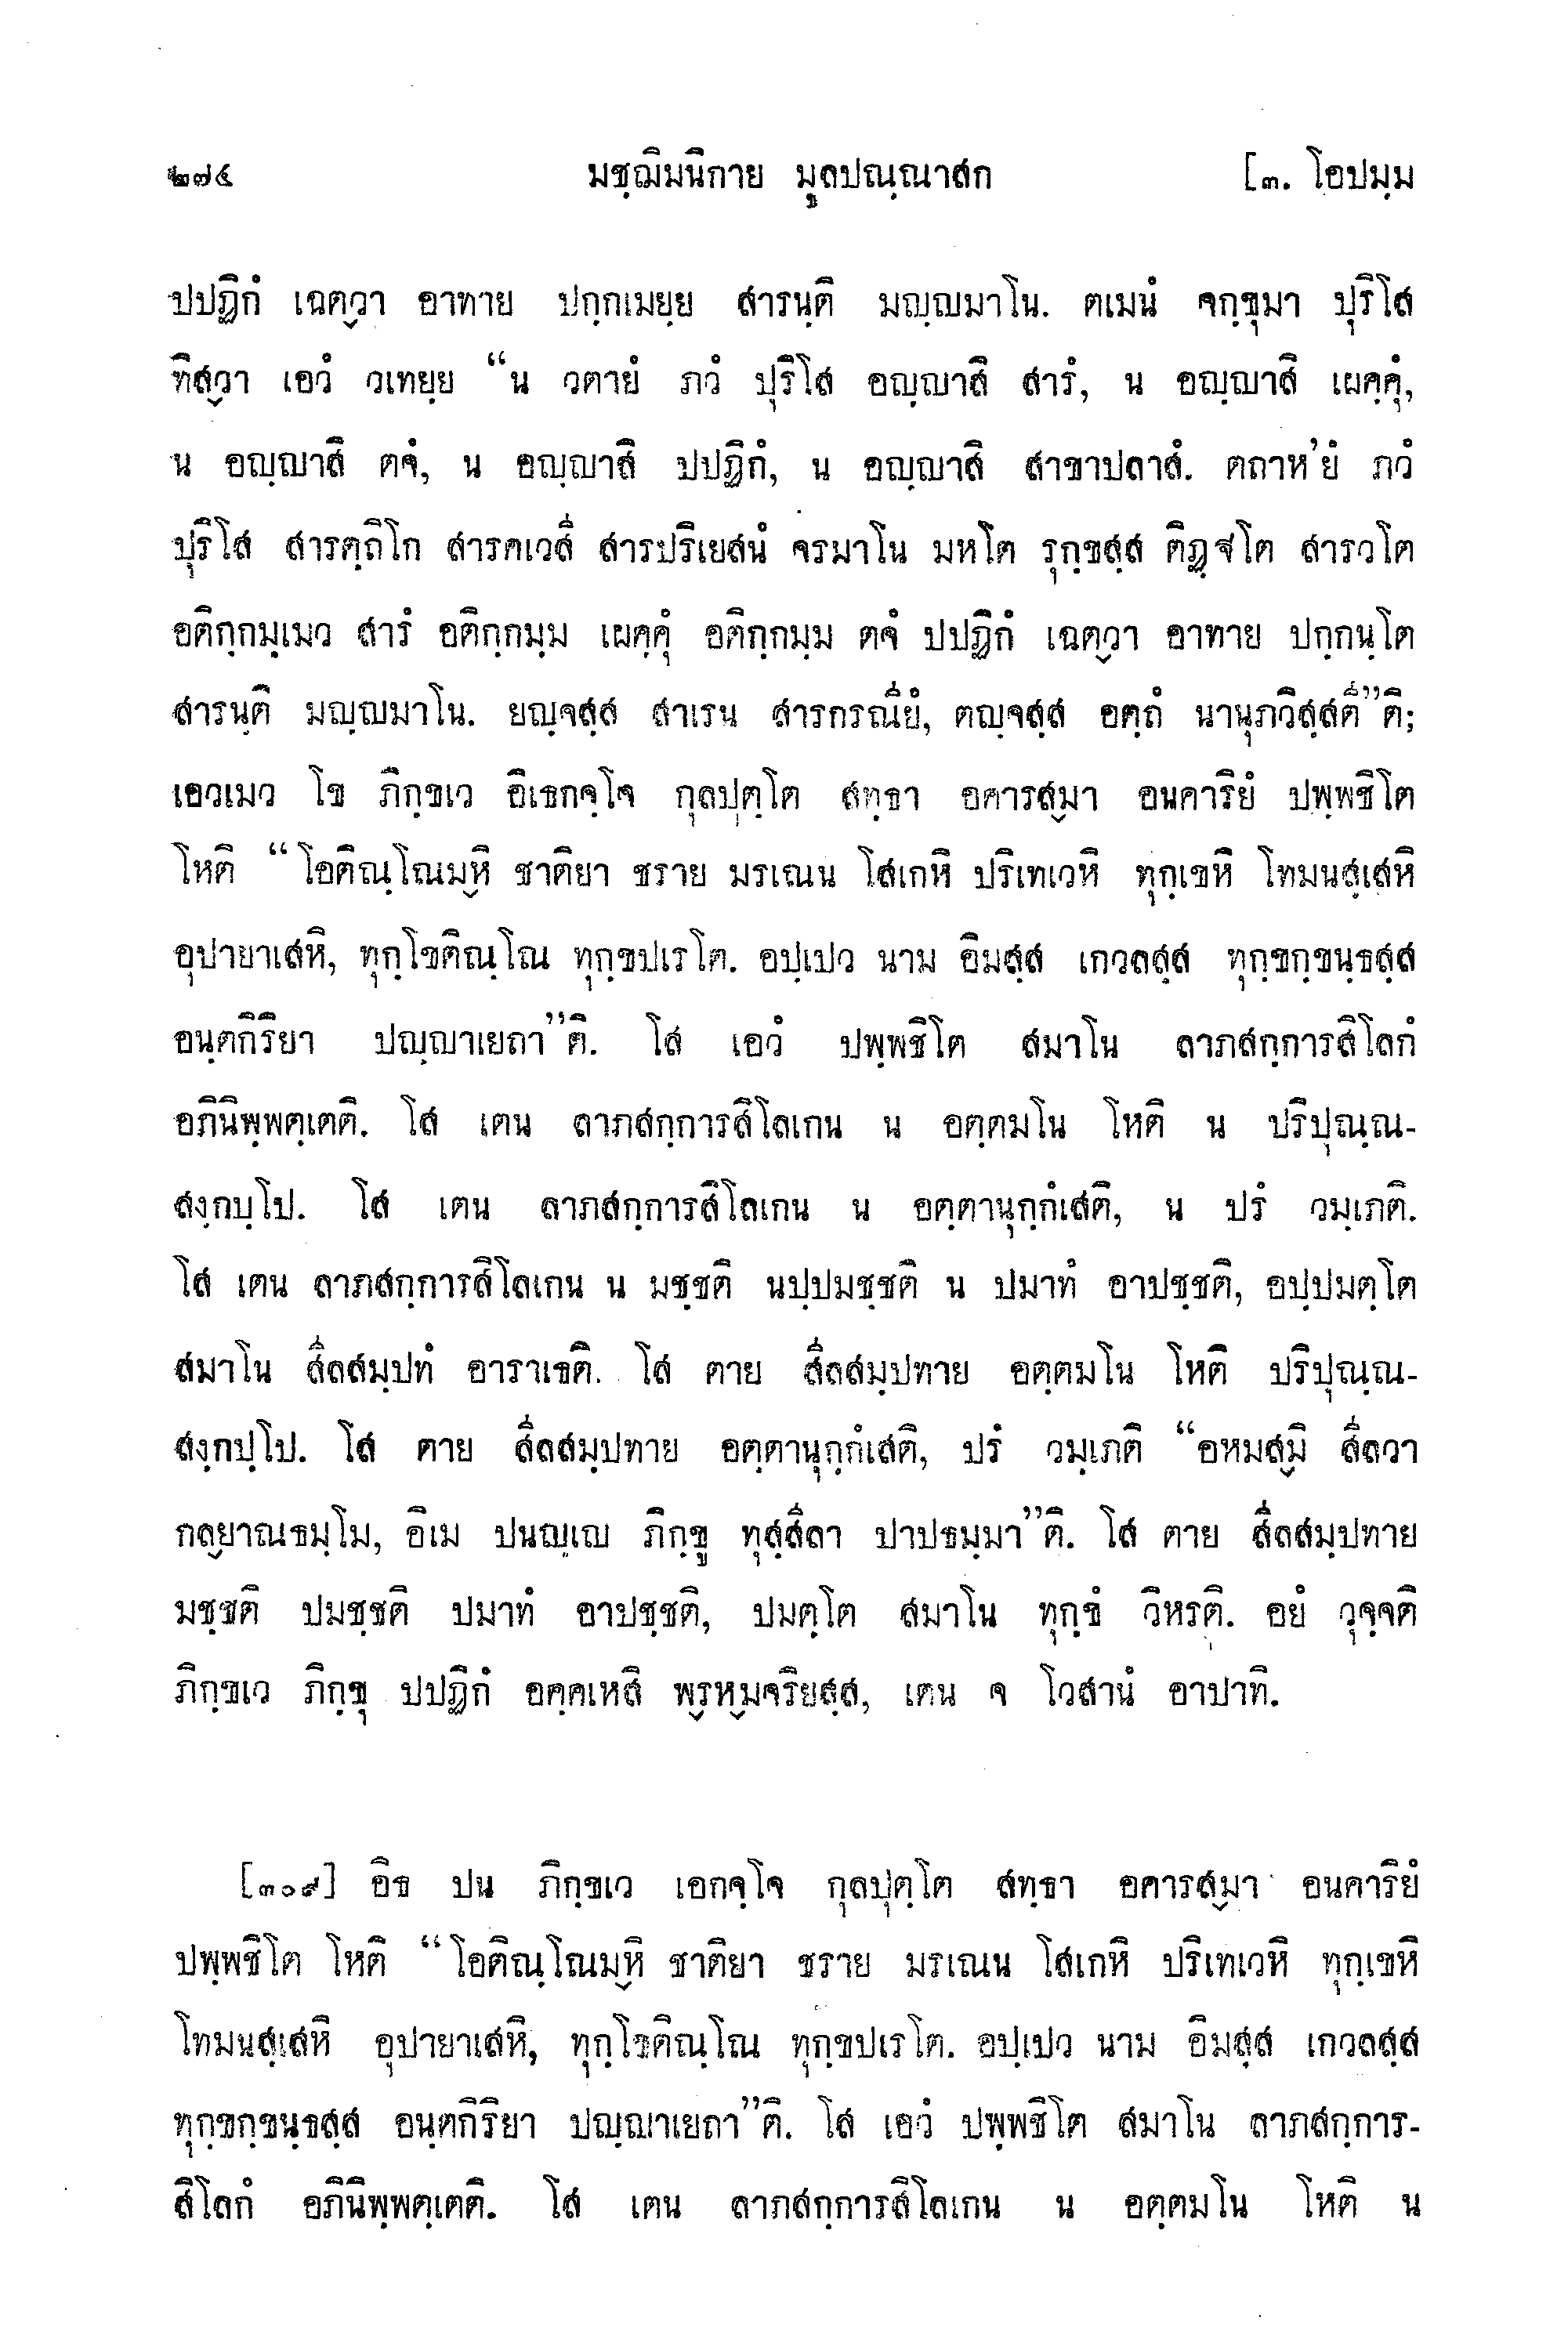 ๒๗๔ มชฺฌิมนิกาย มูลปณฺณาสก [๓. โอปมฺม
ปปฏิกํ เฉตฺวา อาทาย ปกฺกเมยฺย สารนฺติ มญฺญมาโน. ตเมนํ จกฺขุมา ปุริโส
ทิสฺวา เอวํ วเทยฺย “น วตายํ ภวํ ปุริโส อญฺญาสิ สารํ, น อญฺญาสิ เผคฺคุํ,
น อญฺญาสิ ตจํ, น อญฺญาสิ ปปฏิกํ, น อญฺญาสิ สาขาปลาสํ. ตถาห’ยํ ภวํ
ปุริโส สารตฺถิโก สารคเวสี สารปริเยสนํ จรมาโน มหโต รุกฺขสฺส ติฏฺฐโต สารวโต
อติกฺกมฺเมว สารํ อติกฺกมฺม เผคฺคุํ อติกฺกมฺม ตจํ ปปฏิกํ เฉตฺวา อาทาย ปกฺกนฺโต
สารนฺติ มญฺญมาโน. ยญฺจสฺส สาเรน สารกรณียํ, ตญฺจสฺส อตฺถํ นานุภวิสฺสตี”ติ;
เอวเมว โข ภิกฺขเว อิเธกจฺโจ กุลปุตฺโต สทฺธา อคารสฺมา อนคาริยํ ปพฺพชิโต
โหติ “โอติณฺโณมฺหิ ชาติยา ชราย มรเณน โสเกหิ ปริเทเวหิ ทุกฺเขหิ โทมนสฺเสหิ
อุปายาเสหิ, ทุกฺโขติณฺโณ ทุกฺขปเรโต. อปฺเปว นาม อิมสฺส เกวลสฺส ทุกฺขกฺขนฺธสฺส
อนฺตกิริยา ปญฺญาเยถา”ติ. โส เอวํ ปพฺพชิโต สมาโน ลาภสกฺการสิโลกํ
อภินิพฺพตฺเตติ. โส เตน ลาภสกฺการสิโลเกน น อตฺตมโน โหติ น ปริปุณฺณ-
สงฺกปฺโป. โส เตน ลาภสกฺการสิโลเกน น อตฺตานุกฺกํเสติ, น ปรํ วมฺเภติ.
โส เตน ลาภสกฺการสิโลเกน น มชฺชติ นปฺปมชฺชติ น ปมาทํ อาปชฺชติ, อปฺปมตฺโต
สมาโน สีลสมฺปทํ อาราเธติ. โส ตาย สีลสมฺปทาย อตฺตมโน โหติ ปริปุณฺณ-
สงฺกปฺโป. โส ตาย สีลสมฺปทาย อตฺตานุกฺกํเสติ, ปรํ วมฺเภติ “อหมสฺมิ สีลวา
กลฺยาณธมฺโม, อิเม ปนญฺเญ ภิกฺขู ทุสฺสีลา ปาปธมฺมา”ติ. โส ตาย สีลสมฺปทาย
มชฺชติ ปมชฺชติ ปมาทํ อาปชฺชติ, ปมตฺโต สมาโน ทุกฺขํ วิหรติ. อยํ วุจฺจติ
ภิกฺขเว ภิกฺขุ ปปฏิกํ อคฺคเหสิ พฺรหฺมจริยสฺส, เตน จ โวสานํ อาปาทิ.
[๓๐๙] อิธ ปน ภิกฺขเว เอกจฺโจ กุลปุตฺโต สทฺธา อคารสฺมา อนคาริยํ
ปพฺพชิโต โหติ “โอติณฺโณมฺหิ ชาติยา ชราย มรเณน โสเกหิ ปริเทเวหิ ทุกฺเขหิ
โทมนสฺเสหิ อุปายาเสหิ, ทุกฺโขติณฺโณ ทุกฺขปเรโต. อปฺเปว นาม อิมสฺส เกวลสฺส
ทุกฺขกฺขนฺธสฺส อนฺตกิริยา ปญฺญาเยถา”ติ. โส เอวํ ปพฺพชิโต สมาโน ลาภสกฺการ-
สิโลกํ อภินิพฺพตฺเตติ. โส เตน ลาภสกฺการสิโลเกน น อตฺตมโน โหติ น